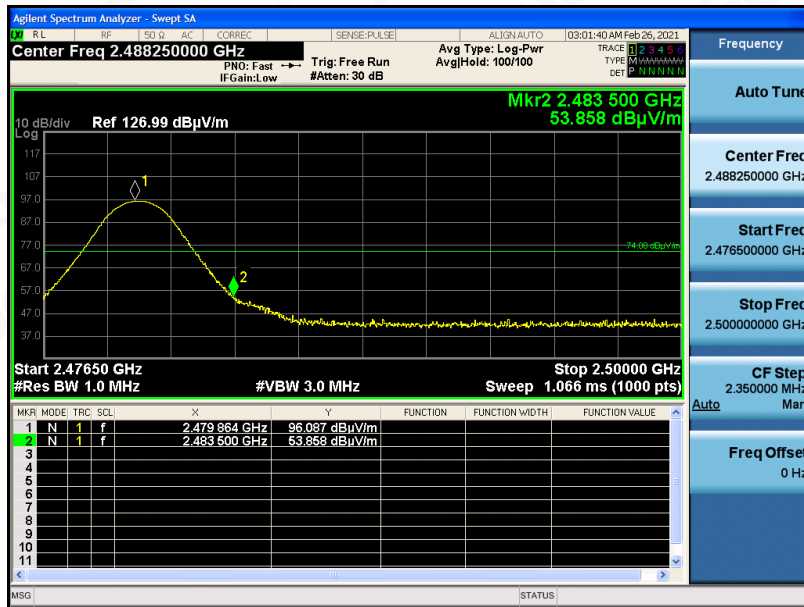 Agilent Spectrum Analyzer - Swept SA
LXI RL RF 50 Ω AC CORREC SENSE:PULSE ALIGN AUTO 03:01:40 AM Feb 26, 2021
Center Freq 2.488250000 GHz
PNO: Fast
IFGain:Low
Trig: Free Run
#Atten: 30 dB
Avg Type: Log-Pwr
Avg|Hold: 100/100
TRACE 1 2 3 4 5 6
TYPE M W W W W W
DET P N N N N N
Mkr2 2.483 500 GHz
53.858 dBμV/m
10 dB/div
Log
Ref 126.99 dBμV/m
117
107
97.0
87.0
77.0
67.0
57.0
47.0
37.0
1
2
74.00 dBμV/m
Start 2.47650 GHz Stop 2.50000 GHz
#Res BW 1.0 MHz #VBW 3.0 MHz Sweep 1.066 ms (1000 pts)
MKR MODE TRC SCL X Y FUNCTION FUNCTION WIDTH FUNCTION VALUE
1 N 1 f 2.479 864 GHz 96.087 dBμV/m
2 N 1 f 2.483 500 GHz 53.858 dBμV/m
3
4
5
6
7
8
9
10
11
MSG STATUS
Frequency
Auto Tune
Center Freq
2.488250000 GHz
Start Freq
2.476500000 GHz
Stop Freq
2.500000000 GHz
CF Step
2.350000 MHz
Auto Man
Freq Offset
0 Hz